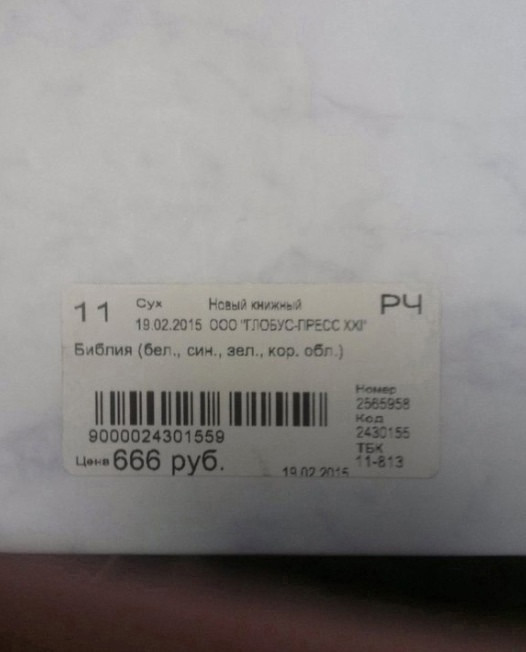 11 Сух Новый книжный РЧ
19.02.2015 ООО "ГЛОБУС-ПРЕСС XXI"
Библия (бел., син., зел., кор. обл.)
Номер
2565958
Код
2430155
ТБК
11-813
9000024301559
Цена 666 руб.
19.02.2015